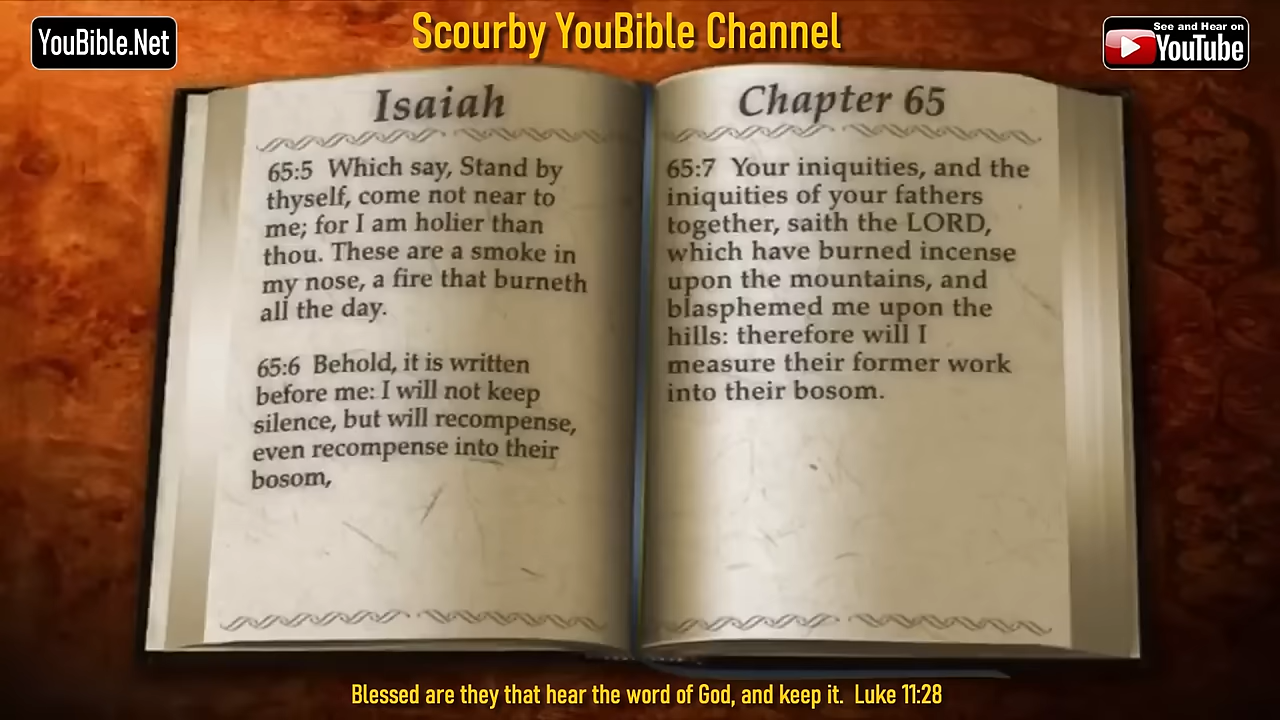 YouBible.Net
Scourby YouBible Channel
See and Hear on
YouTube
Isaiah
65:5 Which say, Stand by
thyself, come not near to
me; for I am holier than
thou. These are a smoke in
my nose, a fire that burneth
all the day.
65:6 Behold, it is written
before me: I will not keep
silence, but will recompense,
even recompense into their
bosom,
Chapter 65
65:7 Your iniquities, and the
iniquities of your fathers
together, saith the LORD,
which have burned incense
upon the mountains, and
blasphemed me upon the
hills: therefore will I
measure their former work
into their bosom.
Blessed are they that hear the word of God, and keep it. Luke 11:28